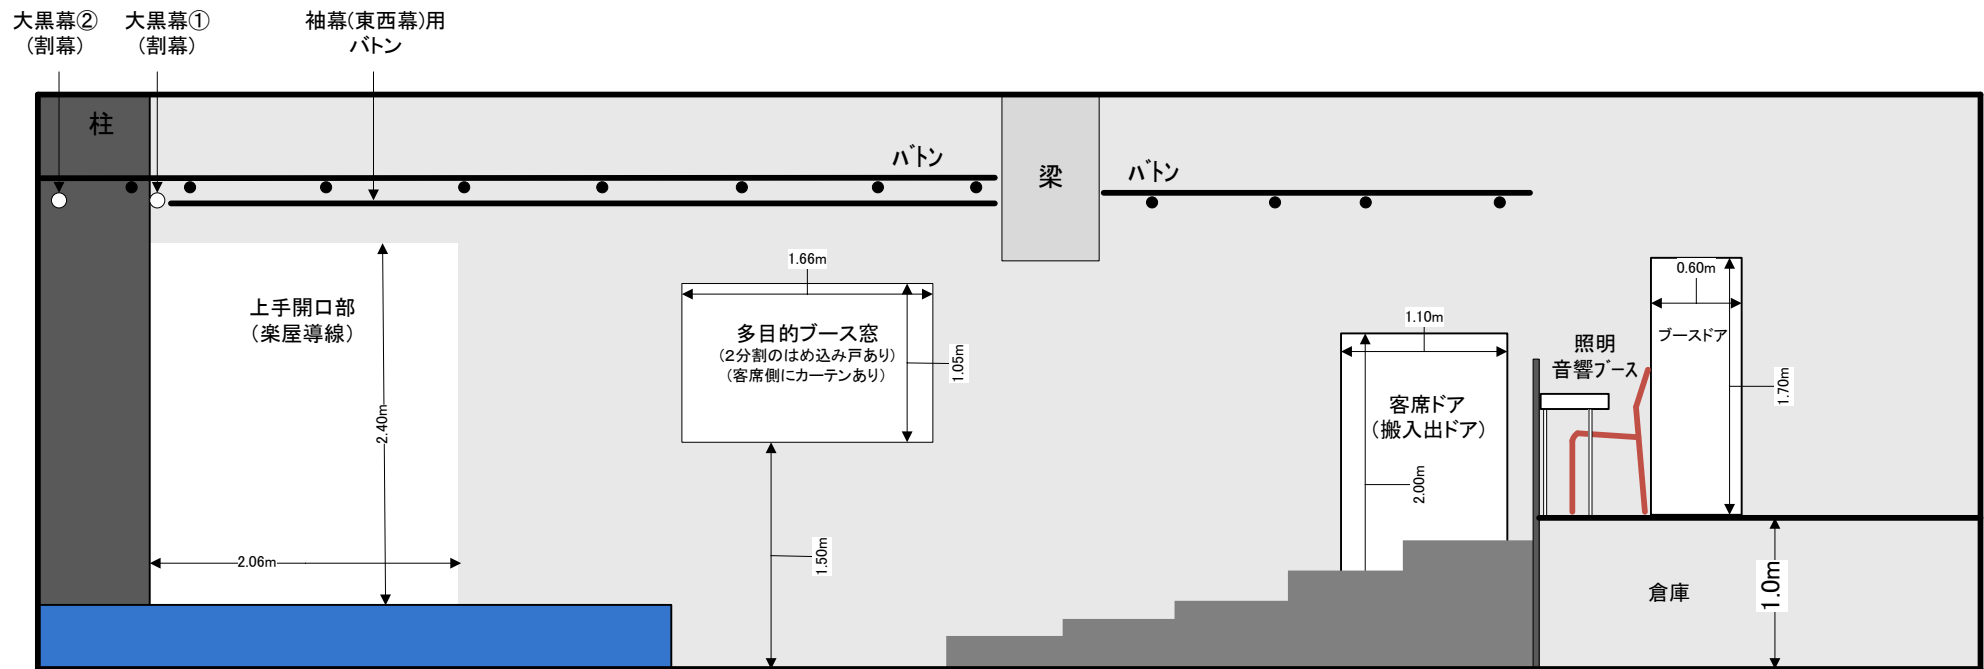 大黒幕②
(割幕)
大黒幕①
(割幕)
袖幕(東西幕)用
バトン
柱
バトン
梁
バトン
上手開口部
(楽屋導線)
2.40m
2.06m
1.66m
多目的ブース窓
(2分割のはめ込み戸あり)
(客席側にカーテンあり)
1.05m
1.50m
1.10m
客席ドア
(搬入出ドア)
2.00m
照明
音響ブース
0.60m
ブースドア
1.70m
倉庫
1.0m